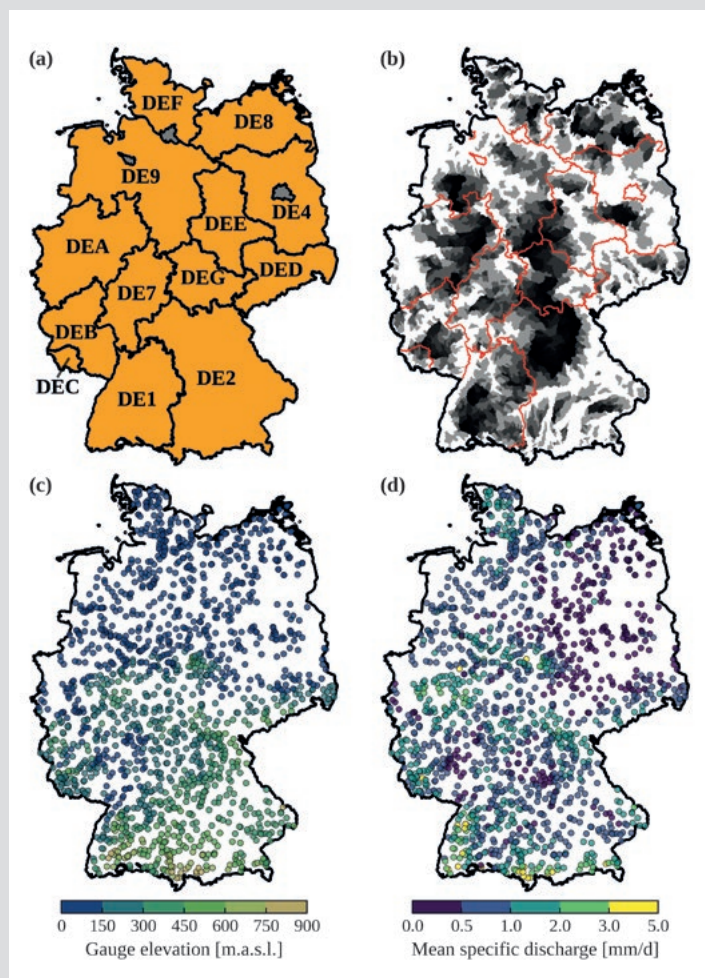 (a)
(b)
DEF
DE8
DE9
DE4
DEE
DEA
DED
DEG
DE7
DEB
DEC
DE2
DE1
(c)
(d)
0 150 300 450 600 750 900
Gauge elevation [m.a.s.l.]
0.0 0.5 1.0 2.0 3.0 5.0
Mean specific discharge [mm/d]